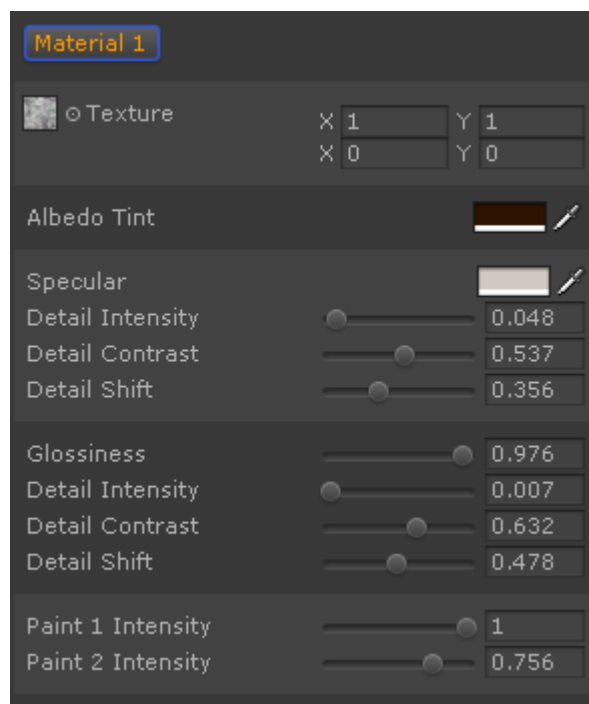 Material 1
Texture X 1 Y 1
X 0 Y 0
Albedo Tint
Specular
Detail Intensity 0.048
Detail Contrast 0.537
Detail Shift 0.356
Glossiness 0.976
Detail Intensity 0.007
Detail Contrast 0.632
Detail Shift 0.478
Paint 1 Intensity 1
Paint 2 Intensity 0.756